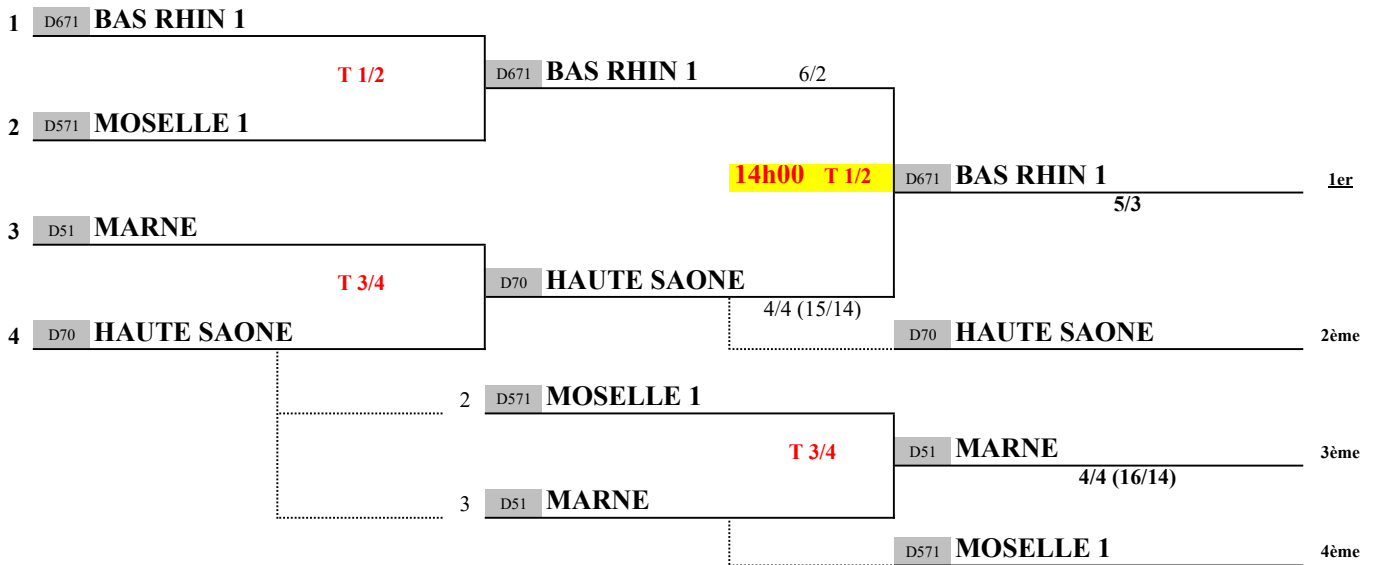 1 D671 BAS RHIN 1
T 1/2 D671 BAS RHIN 1 6/2
2 D571 MOSELLE 1
14h00 T 1/2 D671 BAS RHIN 1 1er
5/3
3 D51 MARNE
T 3/4 D70 HAUTE SAONE
4/4 (15/14)
4 D70 HAUTE SAONE D70 HAUTE SAONE 2ème
2 D571 MOSELLE 1
T 3/4 D51 MARNE 3ème
4/4 (16/14)
3 D51 MARNE
D571 MOSELLE 1 4ème